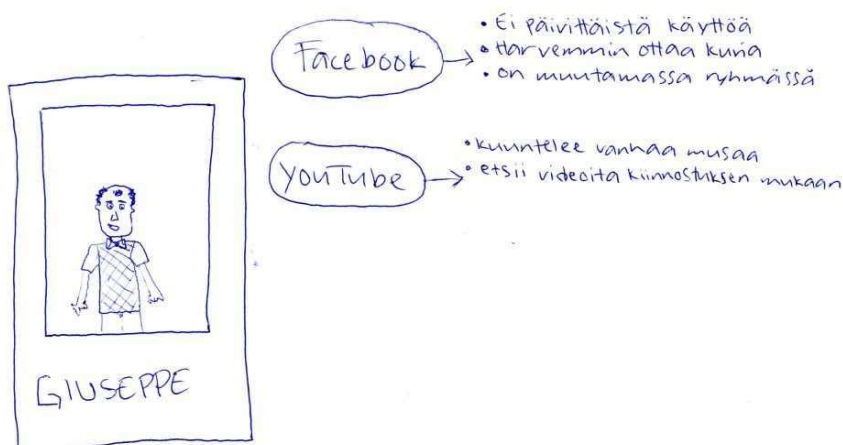 Facebook
• Ei päivittäistä käyttöä
• Harvemmin ottaa kuvia
• on muutamassa ryhmässä
YouTube
• kuuntelee vanhaa musaa
• etsii videoita kiinnostuksen mukaan
GIUSEPPE